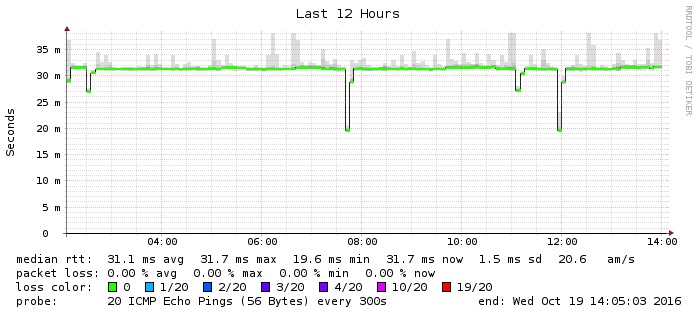 Last 12 Hours
RRDTOOL / TOBI OETIKER
Seconds
35 m
30 m
25 m
20 m
15 m
10 m
5 m
0
04:00 06:00 08:00 10:00 12:00 14:00
median rtt: 31.1 ms avg 31.7 ms max 19.6 ms min 31.7 ms now 1.5 ms sd 20.6 am/s
packet loss: 0.00 % avg 0.00 % max 0.00 % min 0.00 % now
loss color: 0 1/20 2/20 3/20 4/20 10/20 19/20
probe: 20 ICMP Echo Pings (56 Bytes) every 300s end: Wed Oct 19 14:05:03 2016